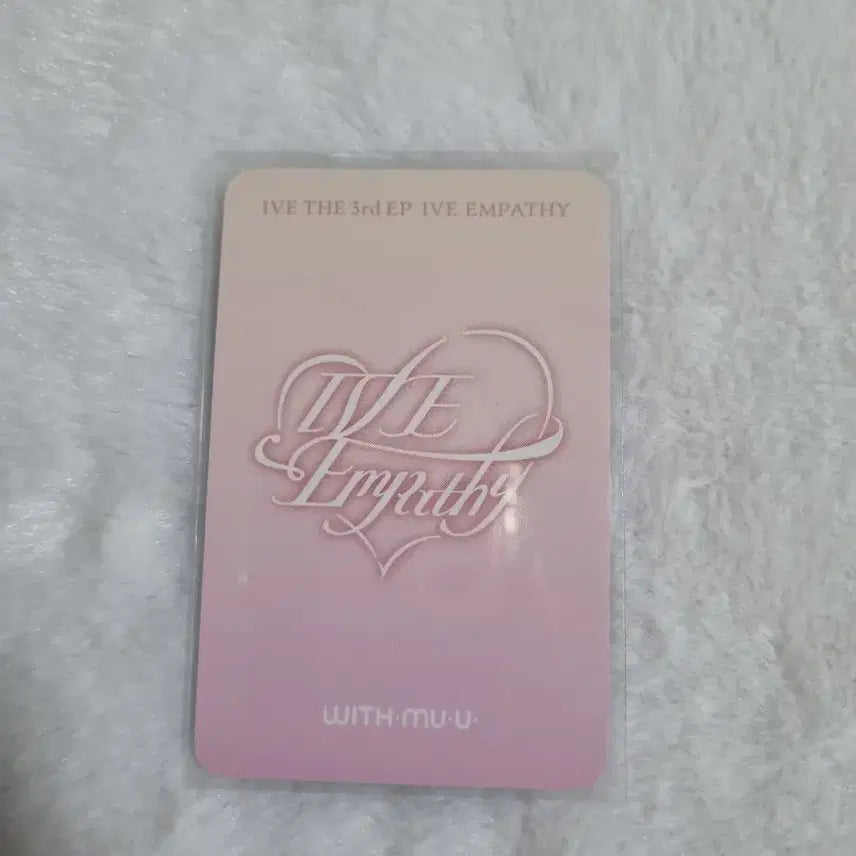 IVE THE 3rd EP IVE EMPATHY
IVE
Empathy
WITH·MU·U·